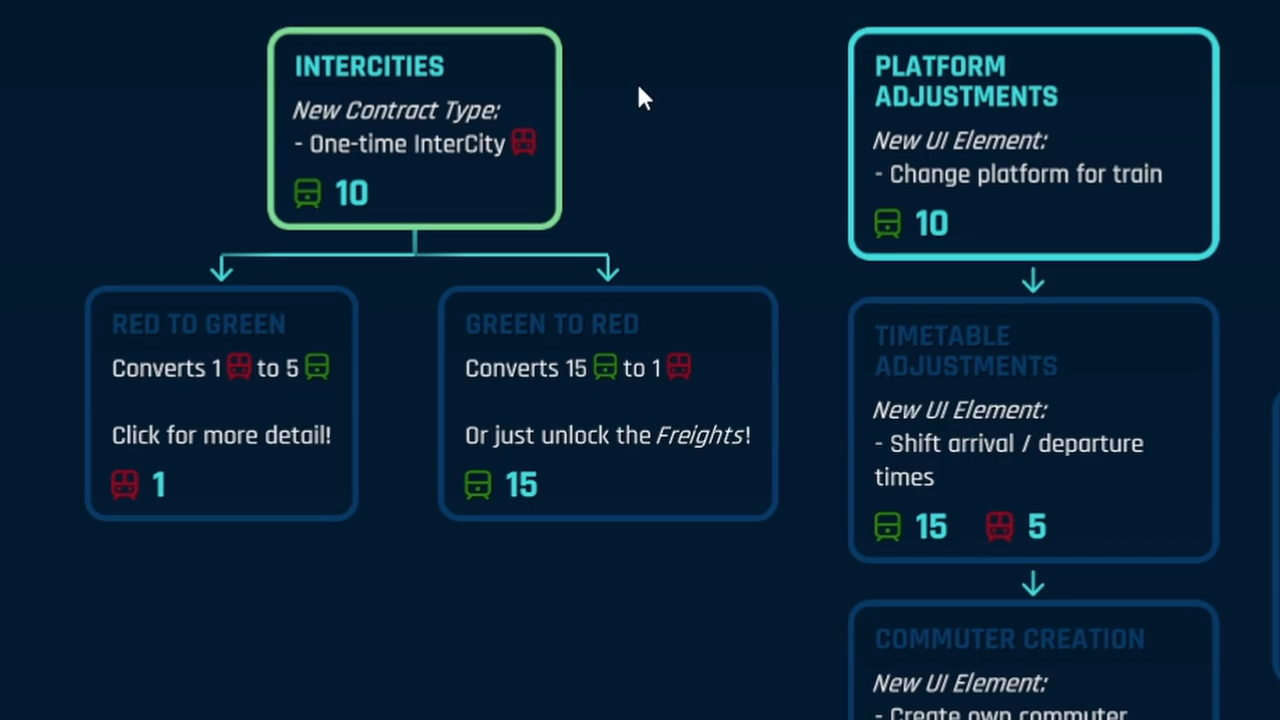 INTERCITIES
New Contract Type:
- One-time InterCity
10
RED TO GREEN
Converts 1 to 5
Click for more detail!
1
GREEN TO RED
Converts 15 to 1
Or just unlock the Freights!
15
PLATFORM
ADJUSTMENTS
New UI Element:
- Change platform for train
10
TIMETABLE
ADJUSTMENTS
New UI Element:
- Shift arrival / departure
times
15 5
COMMUTER CREATION
New UI Element:
- Create own commuter